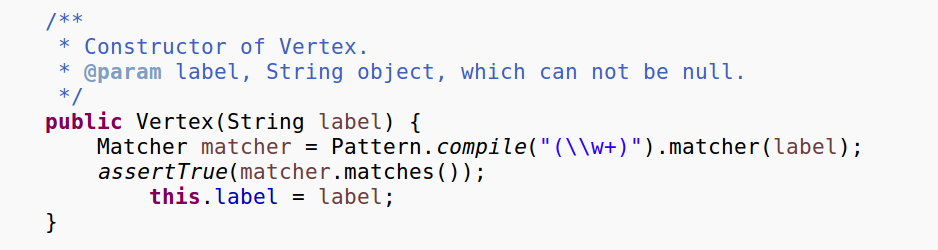 /**
 * Constructor of Vertex.
 * @param label, String object, which can not be null.
 */
public Vertex(String label) {
    Matcher matcher = Pattern.compile("(\\w+)").matcher(label);
    assertTrue(matcher.matches());
        this.label = label;
}